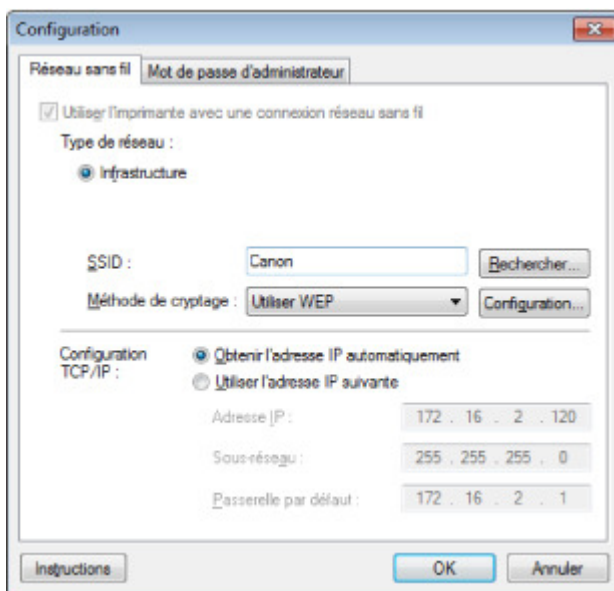 Configuration
Réseau sans fil Mot de passe d'administrateur
Utiliser l'imprimante avec une connexion réseau sans fil
Type de réseau :
Infrastructure
SSID : Canon Rechercher...
Méthode de cryptage : Utiliser WEP Configuration...
Configuration TCP/IP : Obtenir l'adresse IP automatiquement
Utiliser l'adresse IP suivante
Adresse IP : 172 . 16 . 2 . 120
Sous-réseau : 255 . 255 . 255 . 0
Passerelle par défaut : 172 . 16 . 2 . 1
Instructions OK Annuler